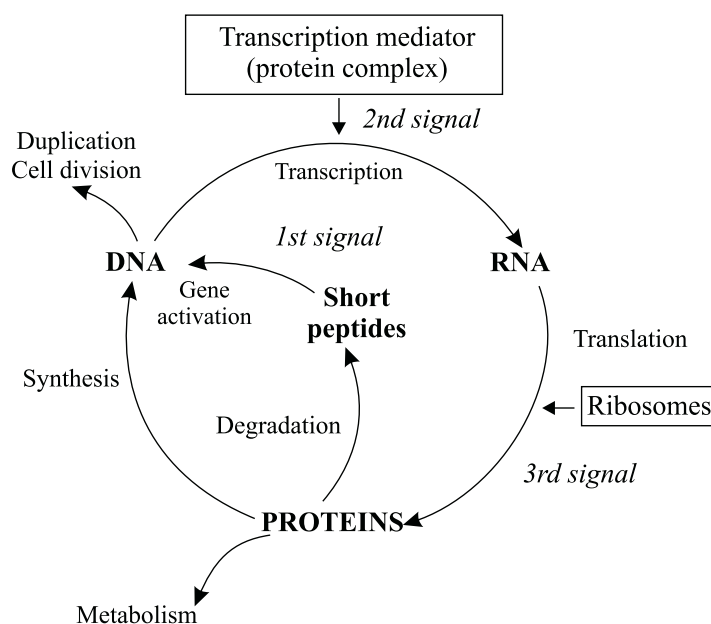 Transcription mediator
(protein complex)
2nd signal
Duplication
Cell division
Transcription
1st signal
DNA
RNA
Gene
activation
Short
peptides
Translation
Synthesis
Ribosomes
Degradation
3rd signal
PROTEINS
Metabolism